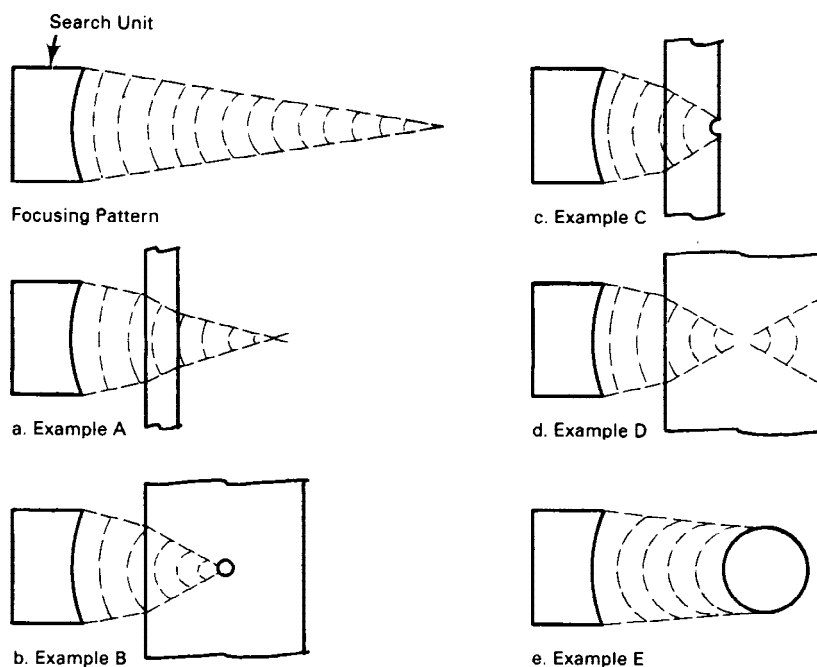 Search Unit
Focusing Pattern
a. Example A
b. Example B
c. Example C
d. Example D
e. Example E